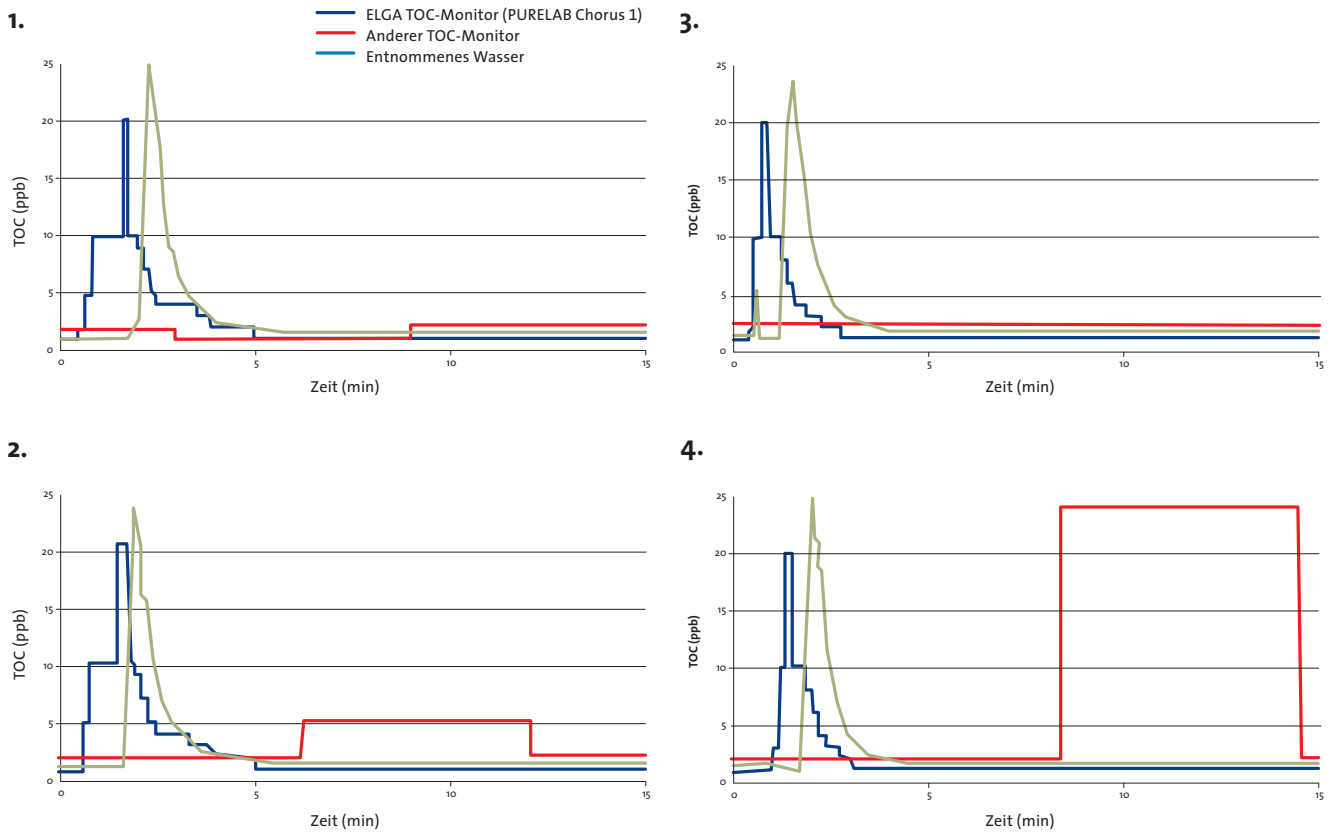 1.
ELGA TOC-Monitor (PURELAB Chorus 1)
Anderer TOC-Monitor
Entnommenes Wasser
25
20
15
10
5
0
TOC (ppb)
0 5 10 15
Zeit (min)
3.
25
20
15
10
5
0
TOC (ppb)
0 5 10 15
Zeit (min)
2.
25
20
15
10
5
0
TOC (ppb)
0 5 10 15
Zeit (min)
4.
25
20
15
10
5
0
TOC (ppb)
0 5 10 15
Zeit (min)